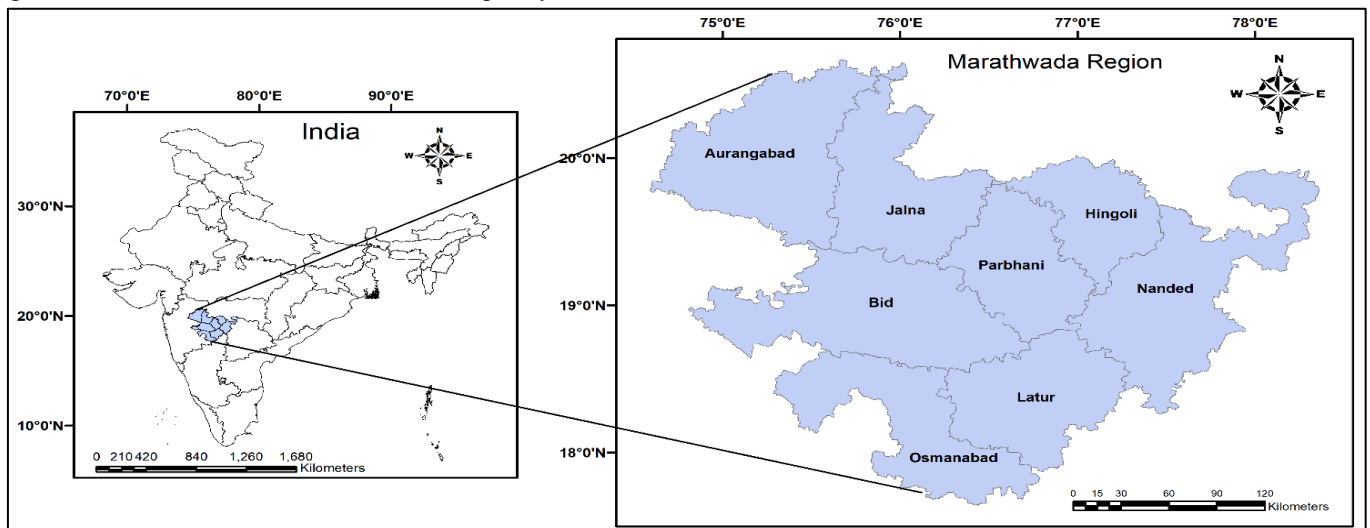 75°0'E 76°0'E 77°0'E 78°0'E
Marathwada Region
N
W E
S
20°0'N
19°0'N
18°0'N
Aurangabad
Jalna
Hingoli
Parbhani
Nanded
Bid
Latur
Osmanabad
0 15 30 60 90 120
Kilometers
70°0'E 80°0'E 90°0'E
India
N
W E
S
30°0'N
20°0'N
10°0'N
0 210 420 840 1,260 1,680
Kilometers